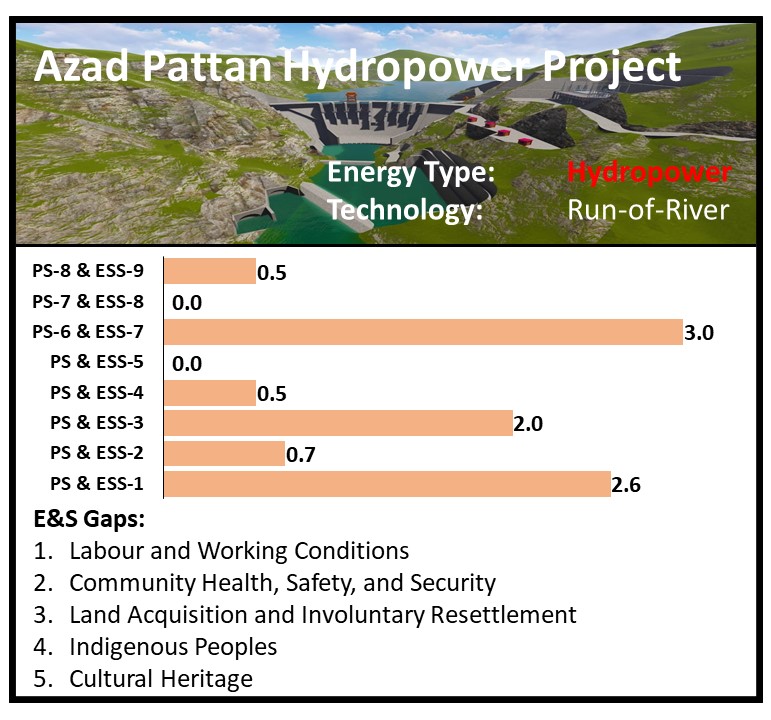 Azad Pattan Hydropower Project
Energy Type: Hydropower
Technology: Run-of-River
PS-8 & ESS-9 0.5
PS-7 & ESS-8 0.0
PS-6 & ESS-7 3.0
PS & ESS-5 0.0
PS & ESS-4 0.5
PS & ESS-3 2.0
PS & ESS-2 0.7
PS & ESS-1 2.6
E&S Gaps:
1. Labour and Working Conditions
2. Community Health, Safety, and Security
3. Land Acquisition and Involuntary Resettlement
4. Indigenous Peoples
5. Cultural Heritage